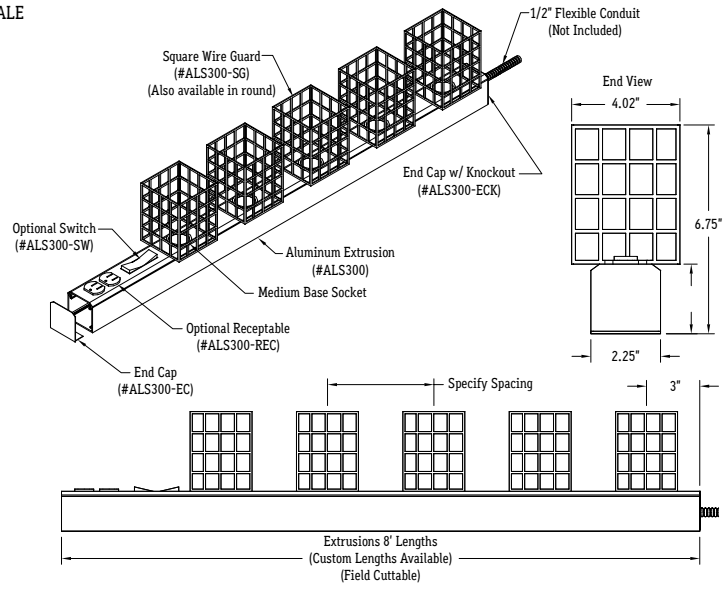 ALE
1/2" Flexible Conduit
(Not Included)
Square Wire Guard
(#ALS300-SG)
(Also available in round)
End View
4.02"
End Cap w/ Knockout
(#ALS300-ECK)
6.75"
Optional Switch
(#ALS300-SW)
Aluminum Extrusion
(#ALS300)
Medium Base Socket
Optional Receptable
(#ALS300-REC)
2.25"
End Cap
(#ALS300-EC)
Specify Spacing
3"
Extrusions 8' Lengths
(Custom Lengths Available)
(Field Cuttable)